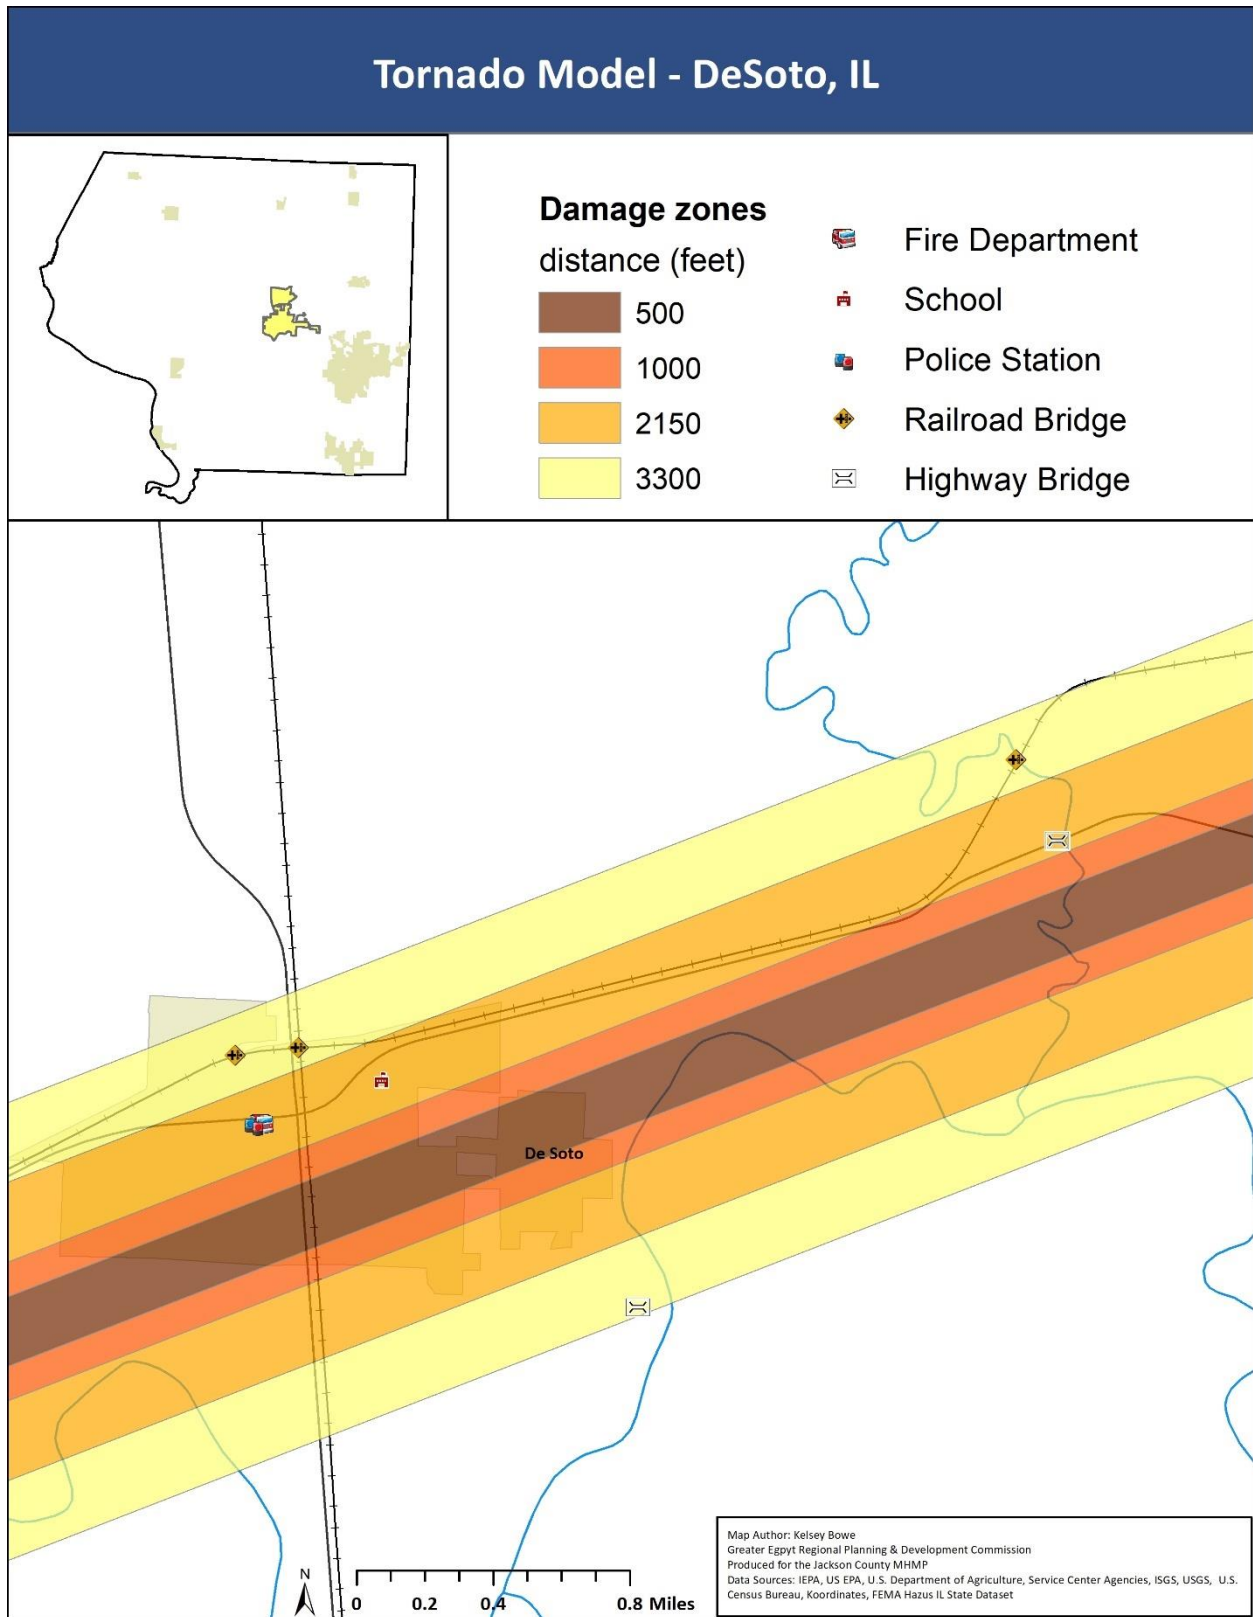 Tornado Model - DeSoto, IL
Damage zones
distance (feet)
500
1000
2150
3300
Fire Department
School
Police Station
Railroad Bridge
Highway Bridge
De Soto
N
0 0.2 0.4 0.8 Miles
Map Author: Kelsey Bowe
Greater Egpyt Regional Planning & Development Commission
Produced for the Jackson County MHMP
Data Sources: IEPA, US EPA, U.S. Department of Agriculture, Service Center Agencies, ISGS, USGS, U.S.
Census Bureau, Koordinates, FEMA Hazus IL State Dataset